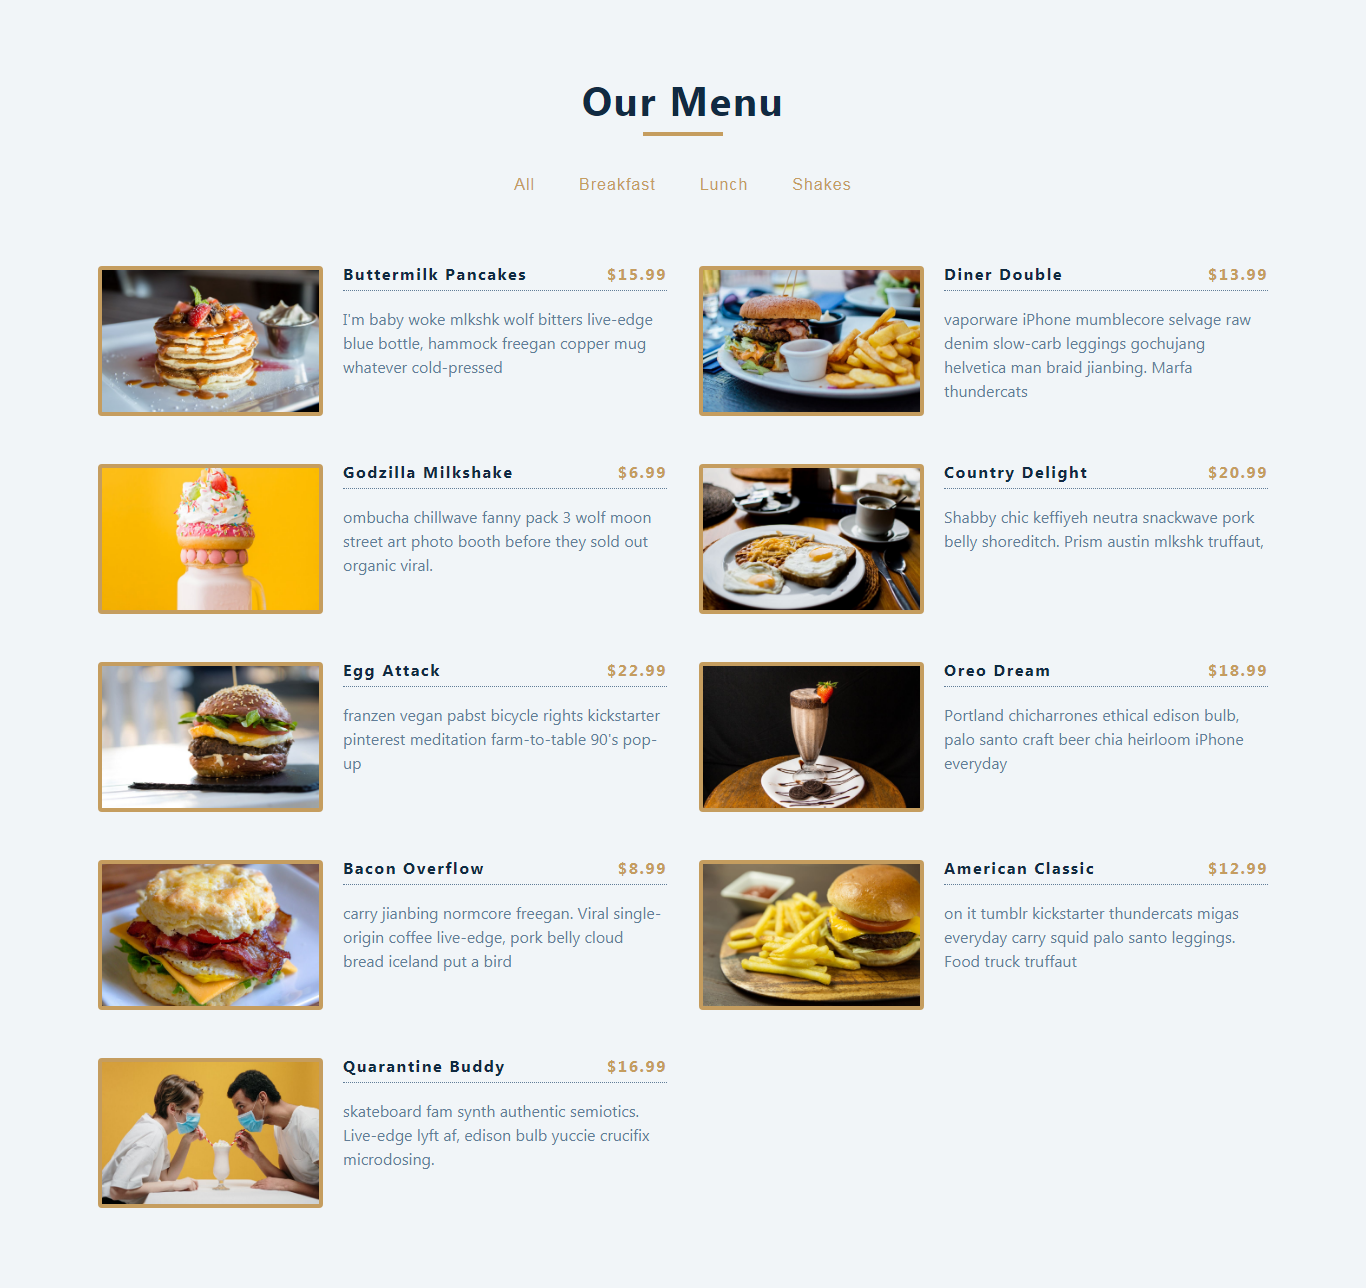 Our Menu
All Breakfast Lunch Shakes
Buttermilk Pancakes $15.99
I'm baby woke mlkshk wolf bitters live-edge
blue bottle, hammock freegan copper mug
whatever cold-pressed
Diner Double $13.99
vaporware iPhone mumblecore selvage raw
denim slow-carb leggings gochujang
helvetica man braid jianbing. Marfa
thundercats
Godzilla Milkshake $6.99
ombucha chillwave fanny pack 3 wolf moon
street art photo booth before they sold out
organic viral.
Country Delight $20.99
Shabby chic keffiyeh neutra snackwave pork
belly shoreditch. Prism austin mlkshk truffaut,
Egg Attack $22.99
franzen vegan pabst bicycle rights kickstarter
pinterest meditation farm-to-table 90's pop-
up
Oreo Dream $18.99
Portland chicharrones ethical edison bulb,
palo santo craft beer chia heirloom iPhone
everyday
Bacon Overflow $8.99
carry jianbing normcore freegan. Viral single-
origin coffee live-edge, pork belly cloud
bread iceland put a bird
American Classic $12.99
on it tumblr kickstarter thundercats migas
everyday carry squid palo santo leggings.
Food truck truffaut
Quarantine Buddy $16.99
skateboard fam synth authentic semiotics.
Live-edge lyft af, edison bulb yuccie crucifix
microdosing.